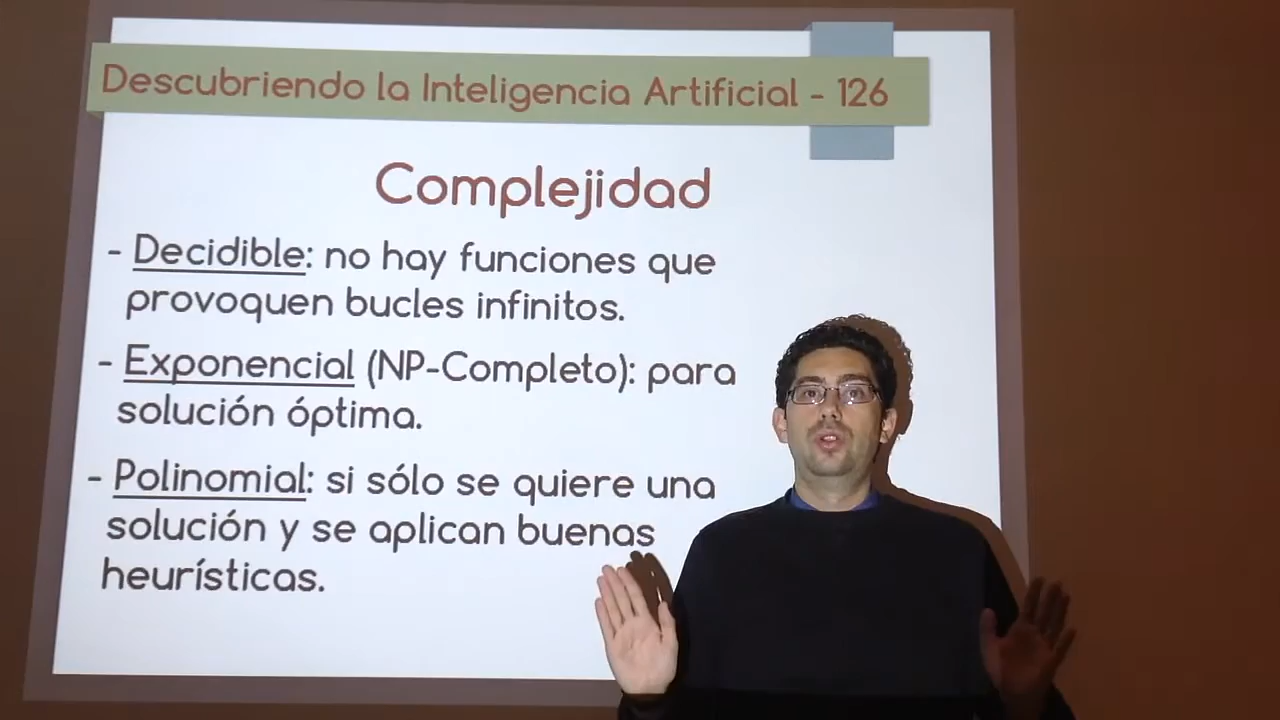 Descubriendo la Inteligencia Artificial - 126
Complejidad
- Decidible: no hay funciones que
provoquen bucles infinitos.
- Exponencial (NP-Completo): para
solución óptima.
- Polinomial: si sólo se quiere una
solución y se aplican buenas
heurísticas.